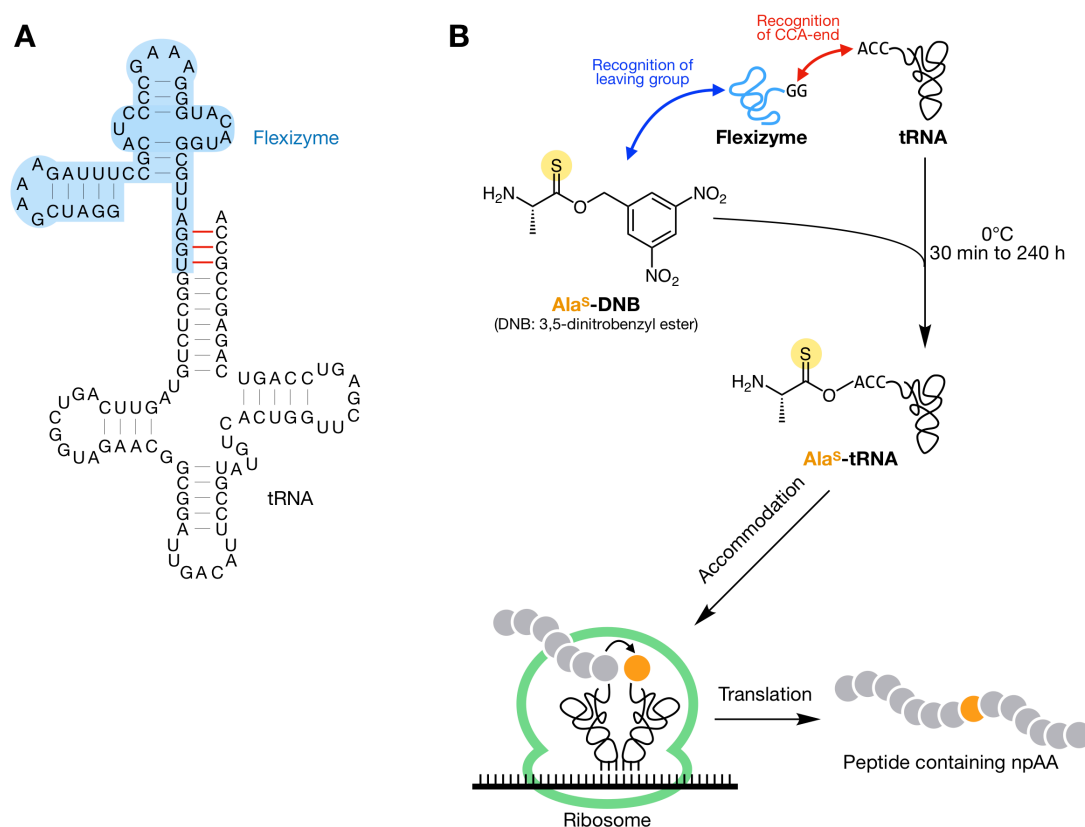 A
B
A A A
G A
C G
C G
C G U A C
U A
A C G G U G
C G C
A G A U U U C C G
A U
A U
G C U A G G A
G
G
U
A
C
C
G
C
C
G
A
G
A
C
G
G
C
U
C
U
G
U
A
U G A C U U G A
C
G
G
U A G A A C G
G
U G A C C U G
A
G
C
A C U G G U U
C
U
G
U
A
G
C
G
G
A
U
U
G A C
U
G
C
C
U
U
A
Flexizyme
tRNA
Recognition
of CCA-end
Recognition of
leaving group
ACC
GG
Flexizyme
tRNA
S
H₂N
O
NO₂
NO₂
Ala^S-DNB
(DNB: 3,5-dinitrobenzyl ester)
0°C
30 min to 240 h
S
H₂N
O
ACC
Ala^S-tRNA
Accommodation
Translation
Peptide containing npAA
Ribosome